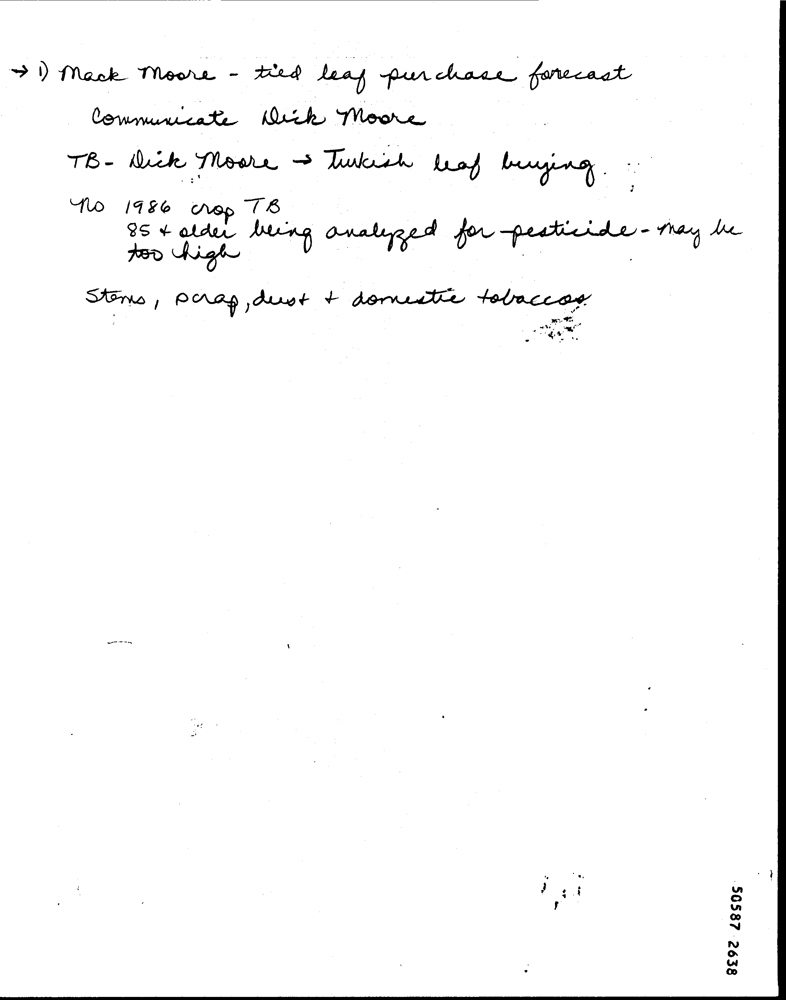 → 1) Mack Moore - tied leaf purchase forecast
Communicate Dick Moore
TB - Dick Moore → Turkish leaf buying.
No 1986 crop TB
85 + older being analyzed for pesticide - may be
too high
Stems, scrap, dust + domestic tobaccos
50587 2638